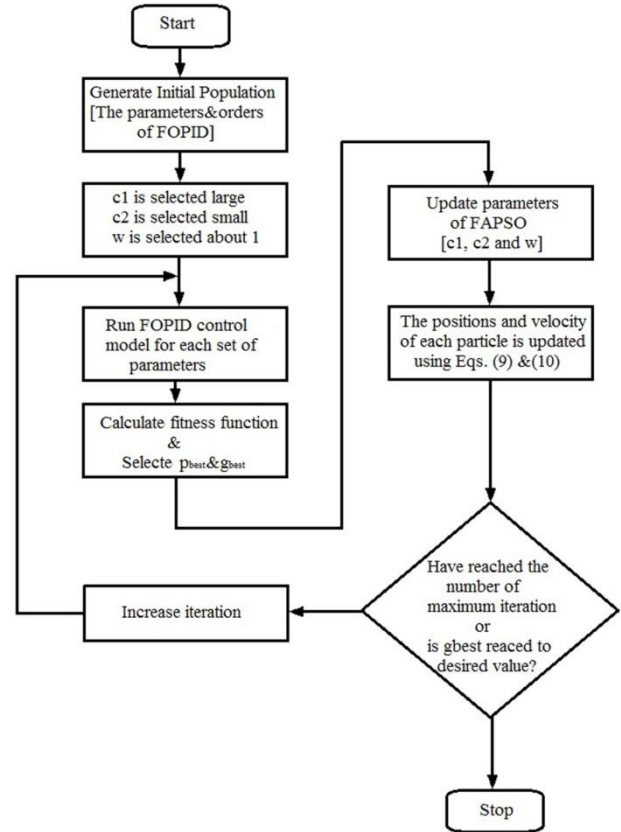 Start
Generate Initial Population
[The parameters&orders
of FOPID]
c1 is selected large
c2 is selected small
w is selected about 1
Run FOPID control
model for each set of
parameters
Calculate fitness function
&
Selecte pbest&gbest
Update parameters
of FAPSO
[c1, c2 and w]
The positions and velocity
of each particle is updated
using Eqs. (9) &(10)
Have reached the
number of
maximum iteration
or
is gbest reaced to
desired value?
Increase iteration
Stop